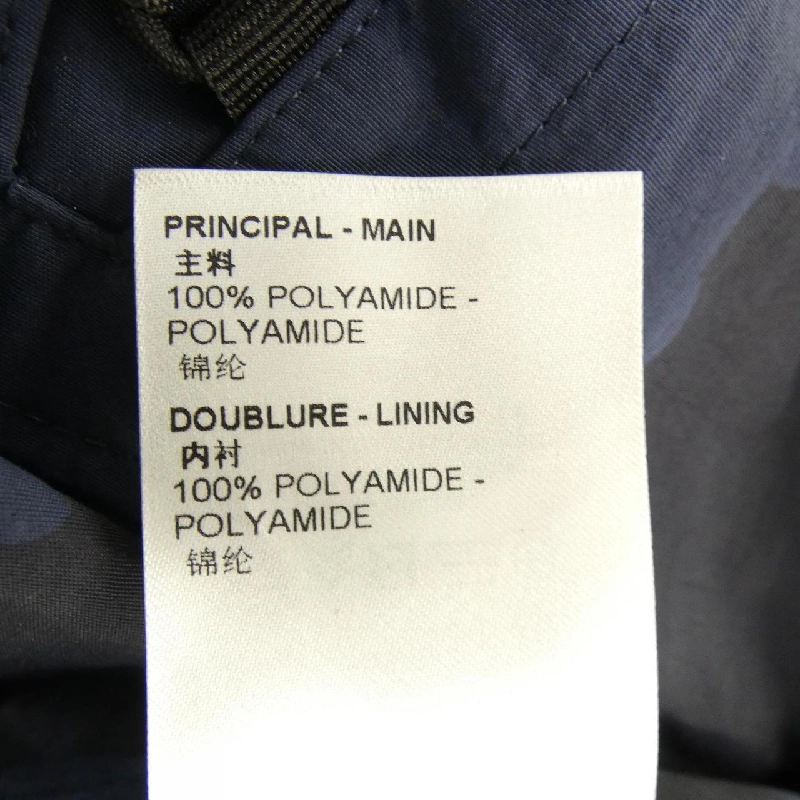 PRINCIPAL - MAIN
主料
100% POLYAMIDE -
POLYAMIDE
锦纶
DOUBLURE - LINING
内衬
100% POLYAMIDE -
POLYAMIDE
锦纶